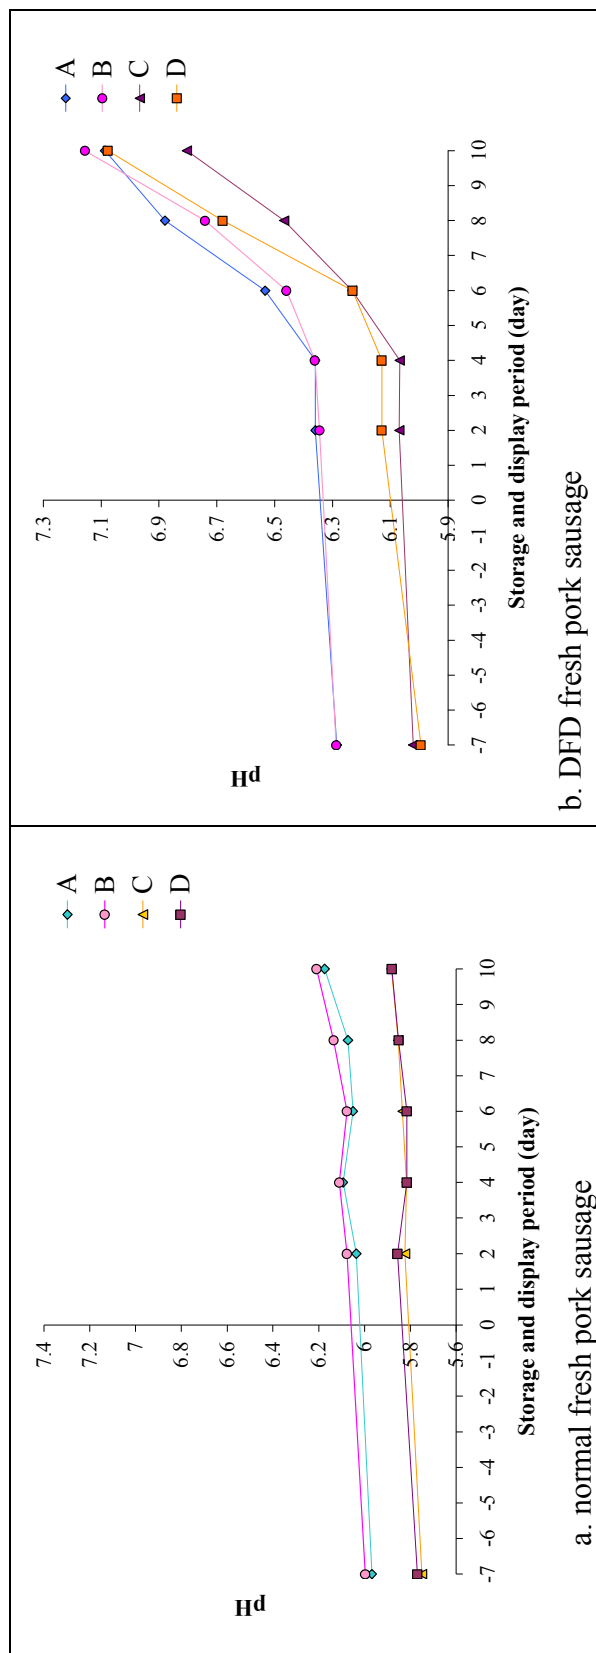 7.4
7.2
7
6.8
6.6
6.4
6.2
6
5.8
5.6
-7 -6 -5 -4 -3 -2 -1 0 1 2 3 4 5 6 7 8 9 10
Storage and display period (day)
pH
A
B
C
D
a. normal fresh pork sausage
7.3
7.1
6.9
6.7
6.5
6.3
6.1
5.9
-7 -6 -5 -4 -3 -2 -1 0 1 2 3 4 5 6 7 8 9 10
Storage and display period (day)
pH
A
B
C
D
b. DFD fresh pork sausage